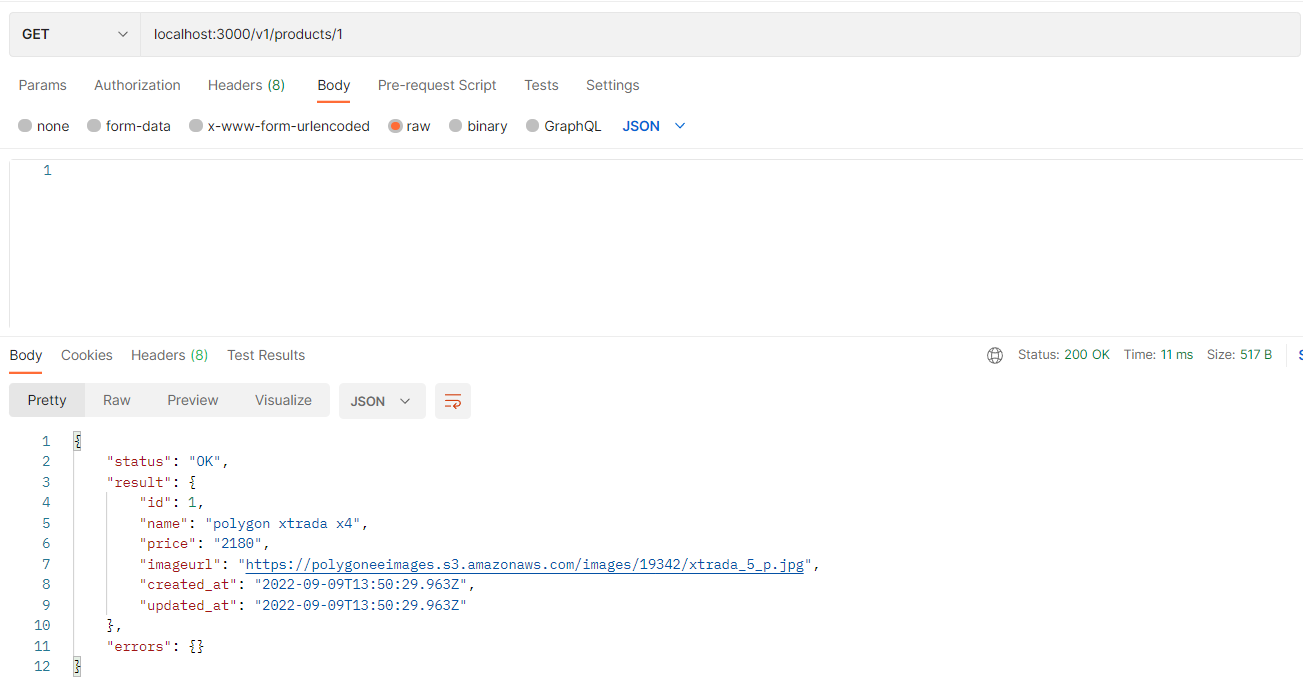 GET localhost:3000/v1/products/1
Params Authorization Headers (8) Body Pre-request Script Tests Settings
none form-data x-www-form-urlencoded raw binary GraphQL JSON
1
Body Cookies Headers (8) Test Results Status: 200 OK Time: 11 ms Size: 517 B
Pretty Raw Preview Visualize JSON
1 {
2 "status": "OK",
3 "result": {
4 "id": 1,
5 "name": "polygon xtrada x4",
6 "price": "2180",
7 "imageurl": "https://polygoneeimages.s3.amazonaws.com/images/19342/xtrada_5_p.jpg",
8 "created_at": "2022-09-09T13:50:29.963Z",
9 "updated_at": "2022-09-09T13:50:29.963Z"
10 },
11 "errors": {}
12 }